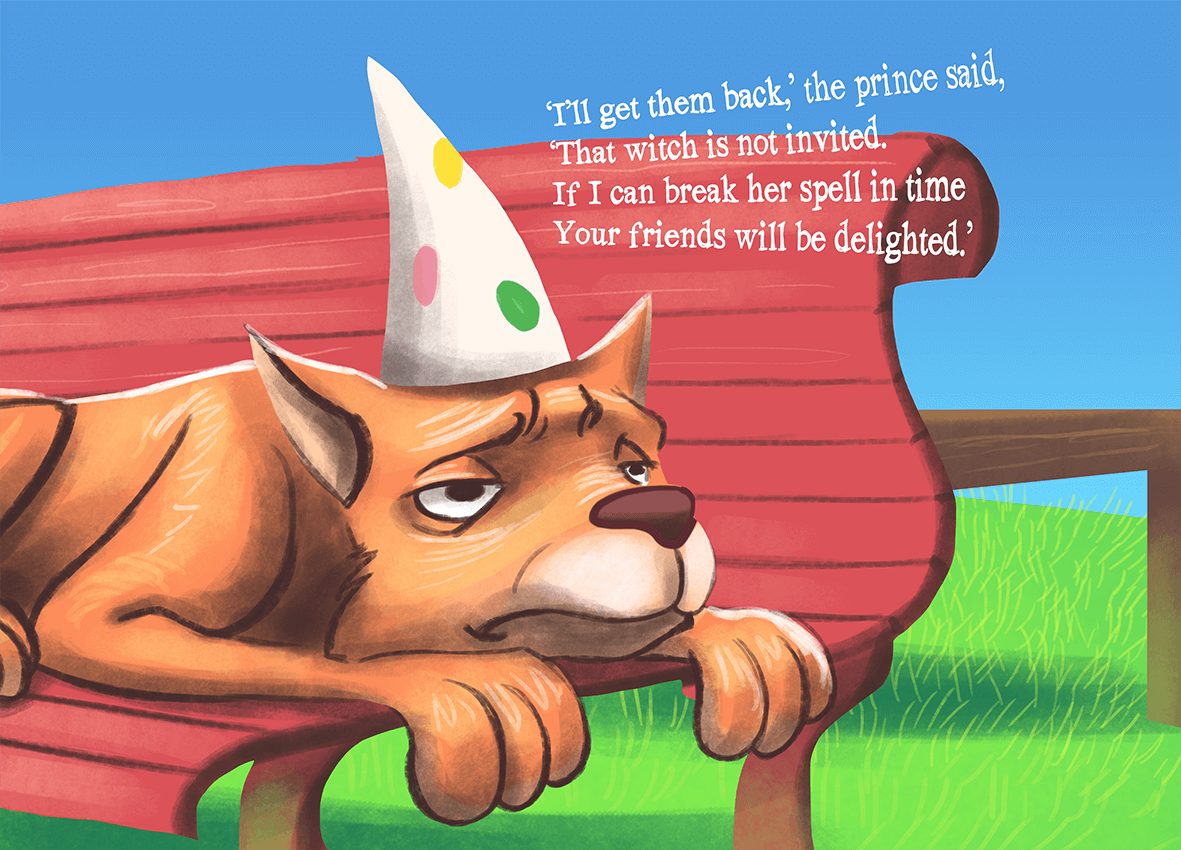 ‘I’ll get them back,’ the prince said,
‘That witch is not invited.
If I can break her spell in time
Your friends will be delighted.’